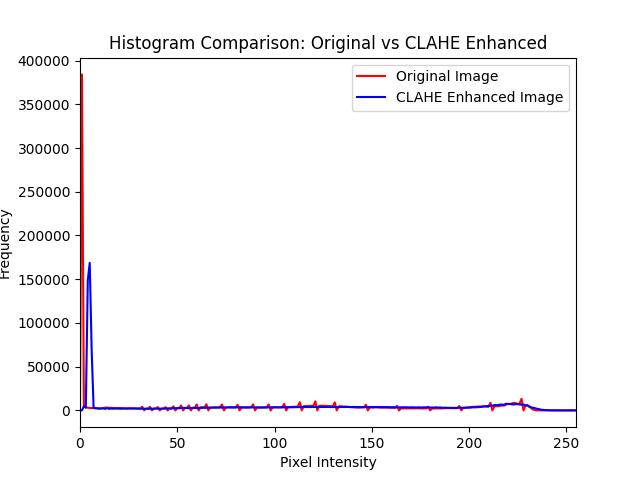 Histogram Comparison: Original vs CLAHE Enhanced
Original Image
CLAHE Enhanced Image
400000
350000
300000
250000
200000
150000
100000
50000
0
Frequency
0 50 100 150 200 250
Pixel Intensity